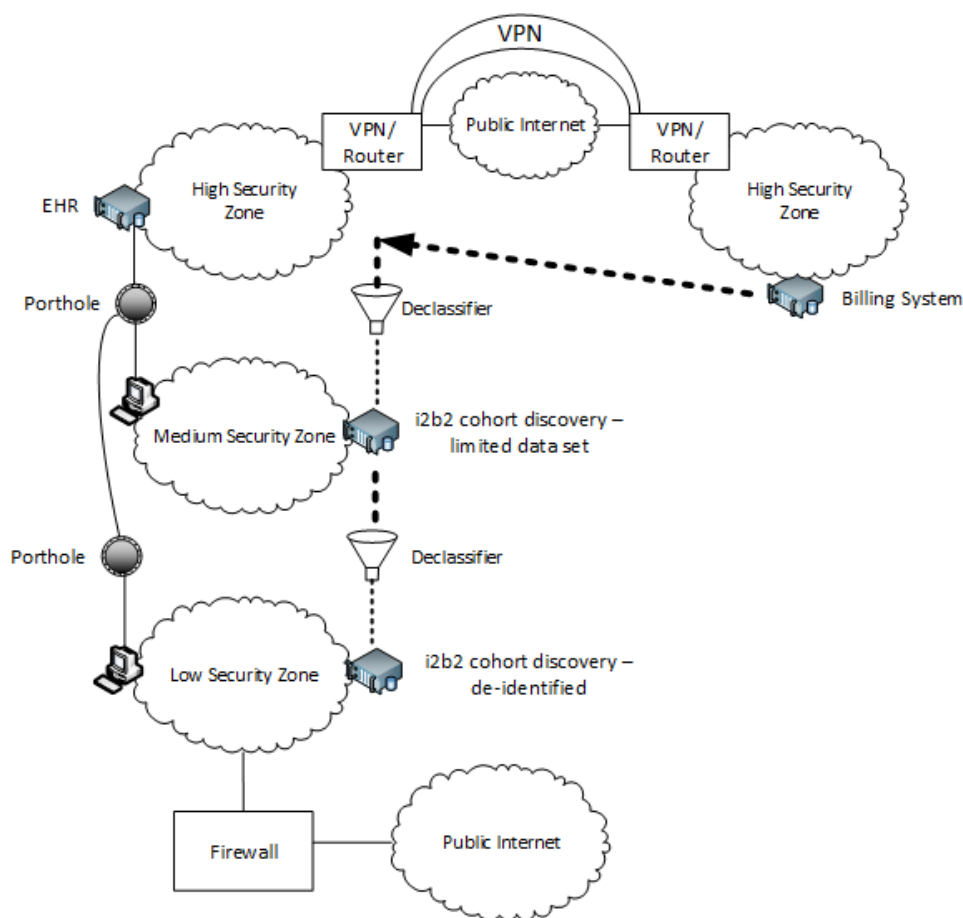 VPN
Public Internet
VPN/
Router
VPN/
Router
High Security
Zone
High Security
Zone
EHR
Porthole
Declassifier
Billing System
i2b2 cohort discovery –
limited data set
Medium Security Zone
Porthole
Declassifier
Low Security Zone
i2b2 cohort discovery –
de-identified
Firewall
Public Internet